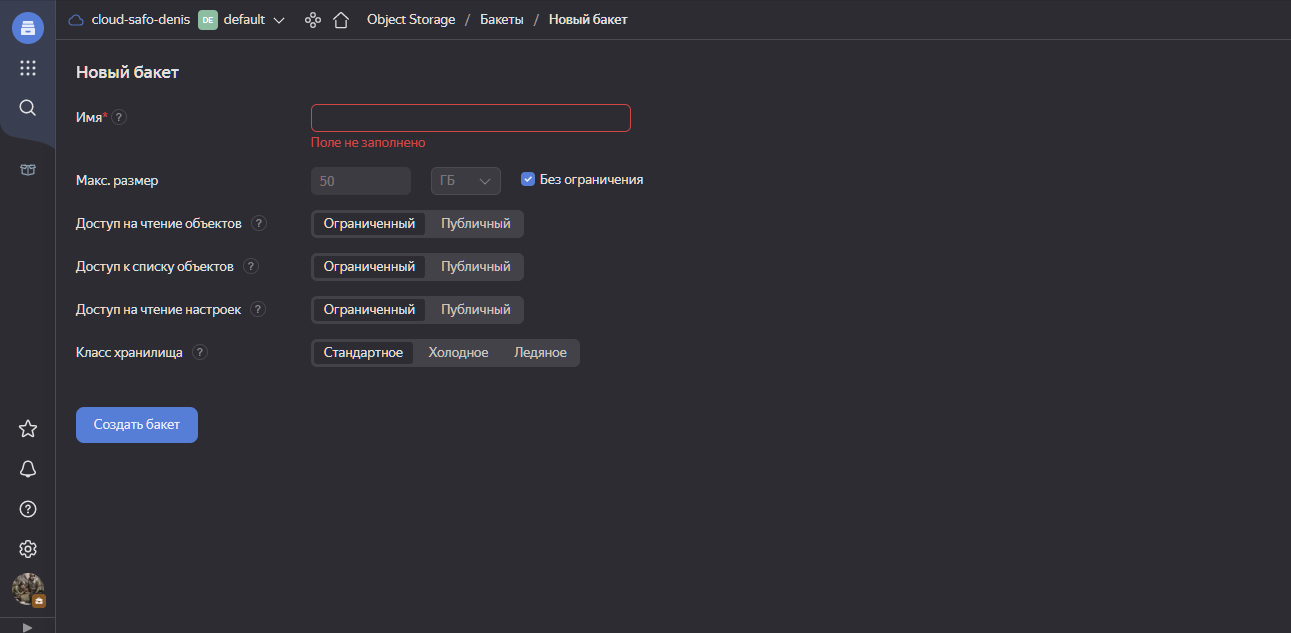 cloud-safo-denis DE default Object Storage / Бакеты / Новый бакет
Новый бакет
Имя* ?
Поле не заполнено
Макс. размер 50 ГБ Без ограничения
Доступ на чтение объектов ? Ограниченный Публичный
Доступ к списку объектов ? Ограниченный Публичный
Доступ на чтение настроек ? Ограниченный Публичный
Класс хранилища ? Стандартное Холодное Ледяное
Создать бакет